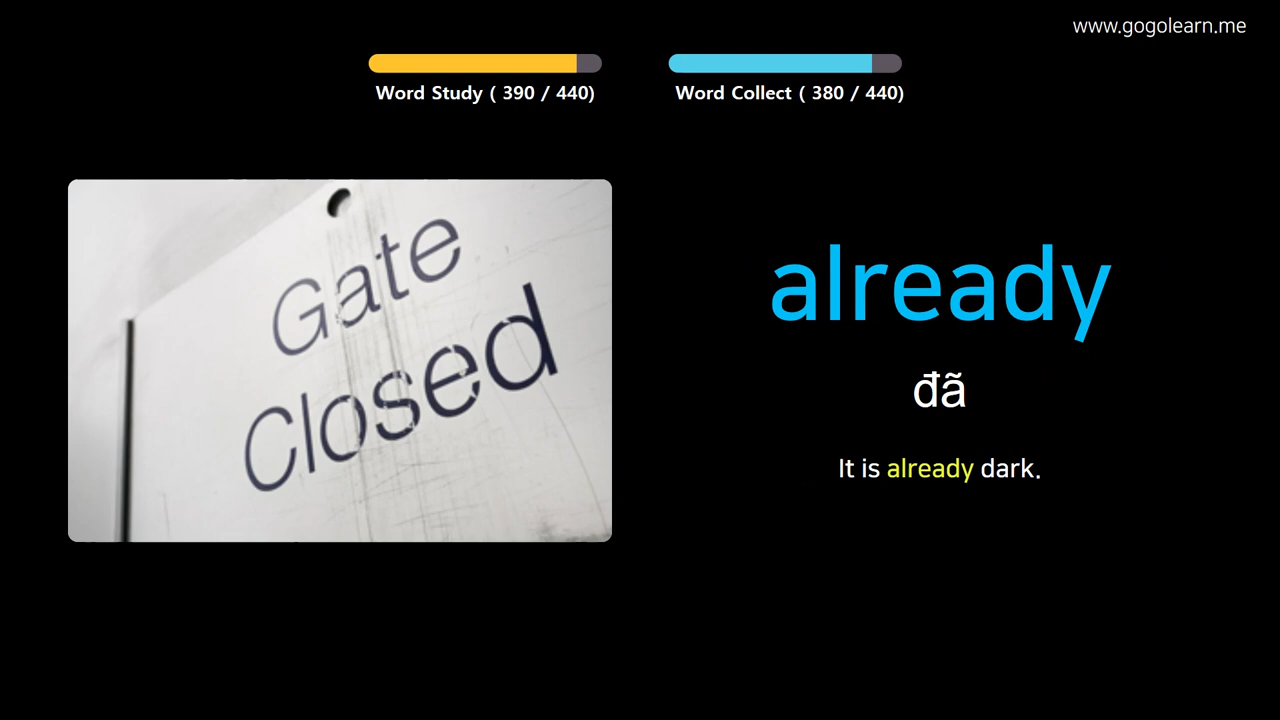 www.gogolearn.me
Word Study ( 390 / 440)
Word Collect ( 380 / 440)
Gate
Closed
already
đã
It is already dark.